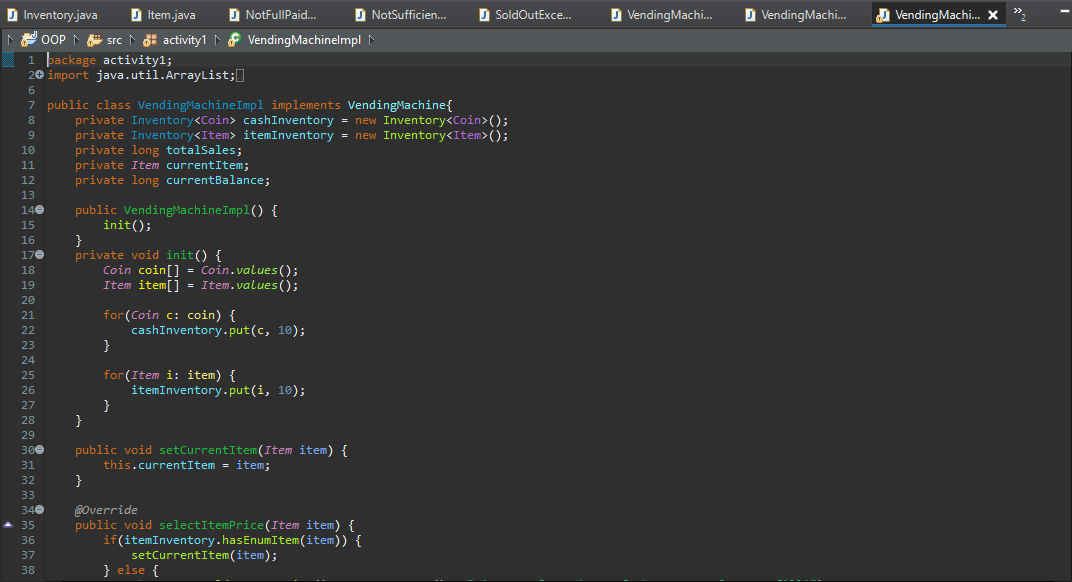 Inventory.java Item.java NotFullPaid... NotSufficien... SoldOutExce... VendingMachi... VendingMachi... VendingMachi... 2
OOP src activity1 VendingMachineImpl
1 package activity1;
2 import java.util.ArrayList;
6
7 public class VendingMachineImpl implements VendingMachine{
8 private Inventory<Coin> cashInventory = new Inventory<Coin>();
9 private Inventory<Item> itemInventory = new Inventory<Item>();
10 private long totalSales;
11 private Item currentItem;
12 private long currentBalance;
13
14 public VendingMachineImpl() {
15 init();
16 }
17 private void init() {
18 Coin coin[] = Coin.values();
19 Item item[] = Item.values();
20
21 for(Coin c: coin) {
22 cashInventory.put(c, 10);
23 }
24
25 for(Item i: item) {
26 itemInventory.put(i, 10);
27 }
28 }
29
30 public void setCurrentItem(Item item) {
31 this.currentItem = item;
32 }
33
34 @Override
35 public void selectItemPrice(Item item) {
36 if(itemInventory.hasEnumItem(item)) {
37 setCurrentItem(item);
38 } else {